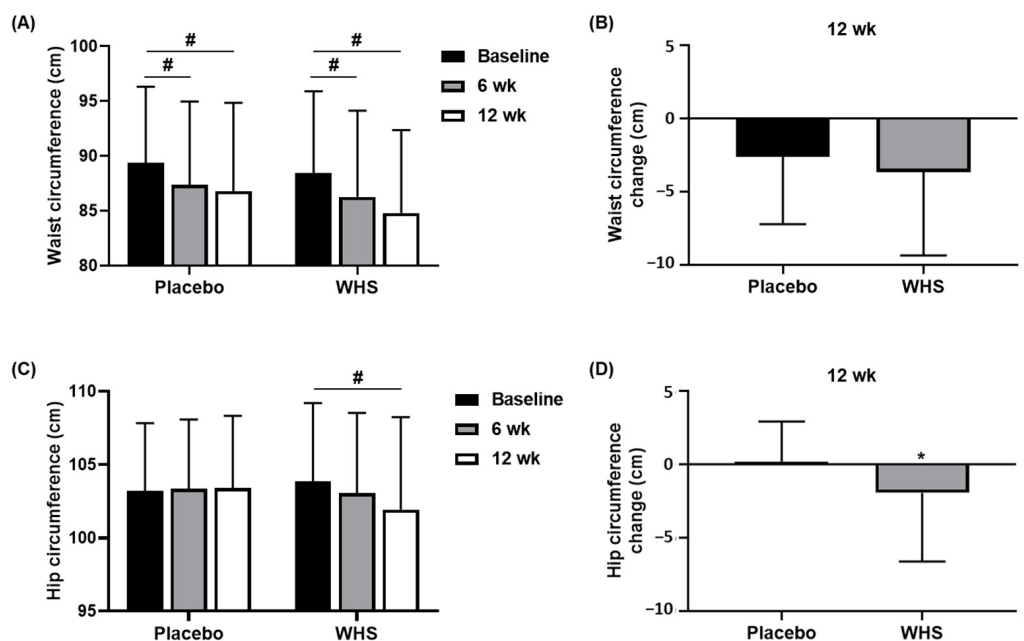 (A)
Waist circumference (cm)
100
95
90
85
80
#
#
#
#
Baseline
6 wk
12 wk
Placebo
WHS
(B)
12 wk
Waist circumference
change (cm)
5
0
−5
−10
Placebo
WHS
(C)
Hip circumference (cm)
110
105
100
95
#
Baseline
6 wk
12 wk
Placebo
WHS
(D)
12 wk
Hip circumference
change (cm)
5
0
−5
−10
*
Placebo
WHS